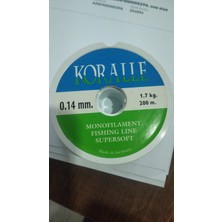 KORALLE
0.14 mm.
1.7 kg.
200 m.
MONOFILAMENT
FISHING LINE
SUPERSOFT